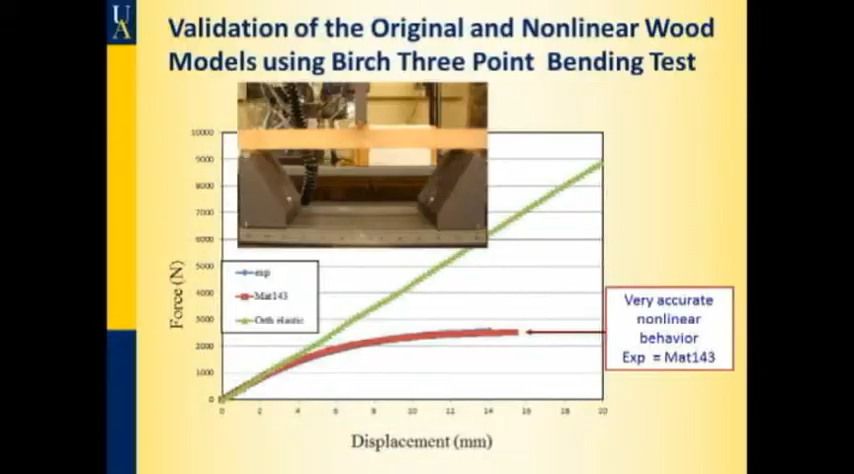 U
A
Validation of the Original and Nonlinear Wood
Models using Birch Three Point Bending Test
10000
9000
8000
7000
6000
5000
4000
3000
2000
1000
0
Force (N)
exp
Mat143
Orth elastic
Very accurate
nonlinear
behavior
Exp = Mat143
0 2 4 6 8 10 12 14 16 18 20
Displacement (mm)